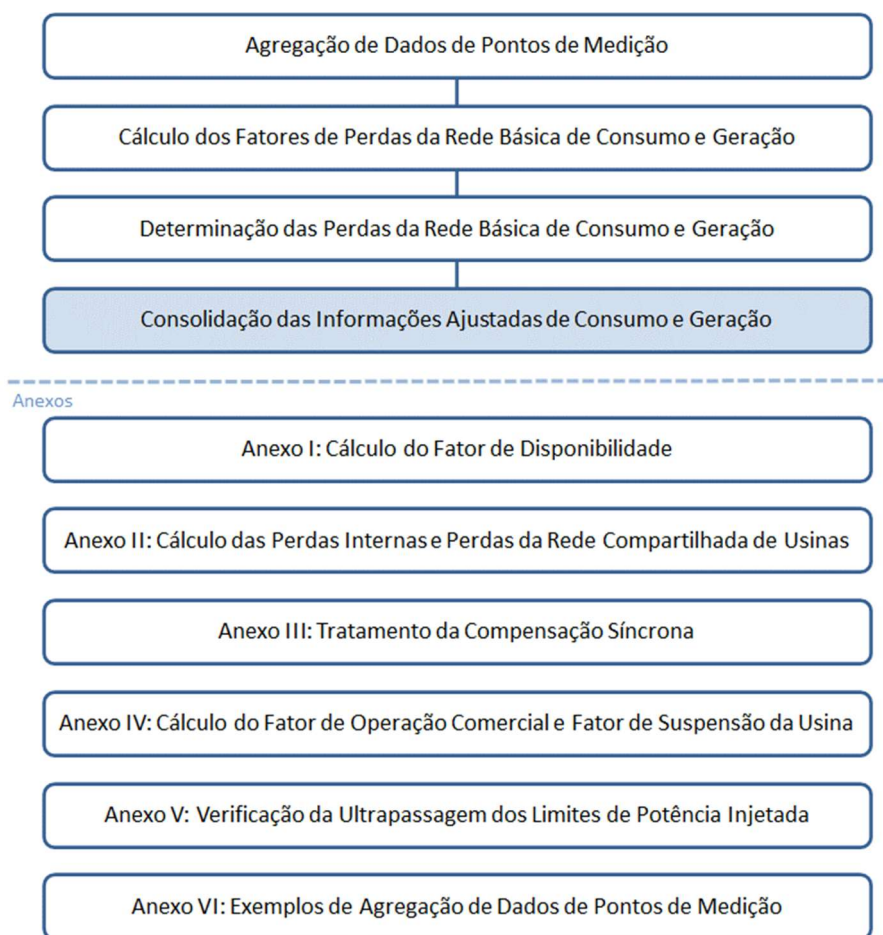 Agregação de Dados de Pontos de Medição
Cálculo dos Fatores de Perdas da Rede Básica de Consumo e Geração
Determinação das Perdas da Rede Básica de Consumo e Geração
Consolidação das Informações Ajustadas de Consumo e Geração
Anexos
Anexo I: Cálculo do Fator de Disponibilidade
Anexo II: Cálculo das Perdas Internas e Perdas da Rede Compartilhada de Usinas
Anexo III: Tratamento da Compensação Síncrona
Anexo IV: Cálculo do Fator de Operação Comercial e Fator de Suspensão da Usina
Anexo V: Verificação da Ultrapassagem dos Limites de Potência Injetada
Anexo VI: Exemplos de Agregação de Dados de Pontos de Medição